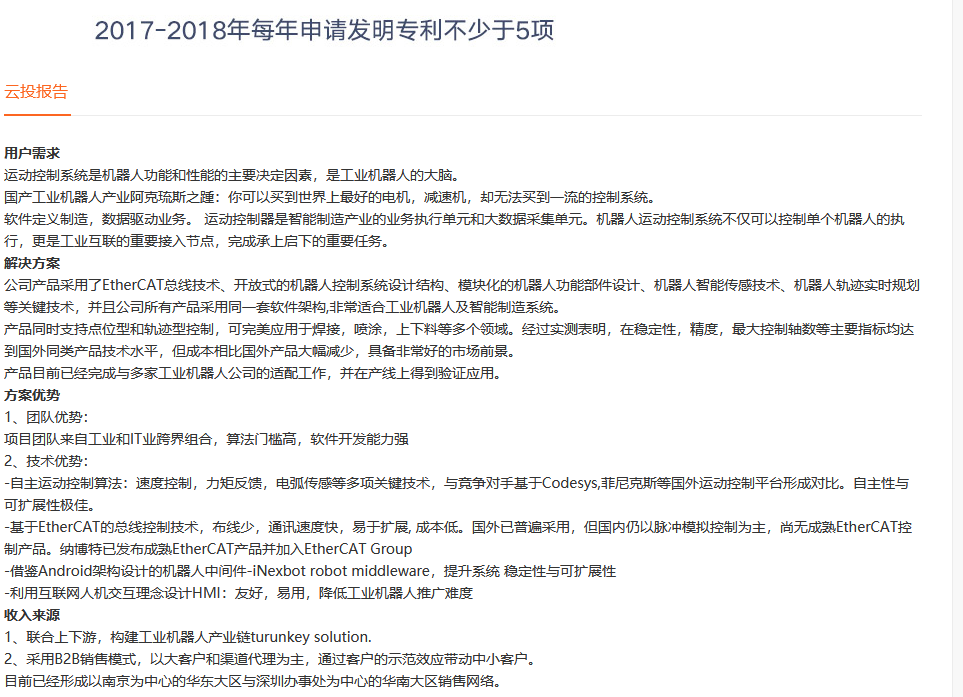 2017-2018年每年申请发明专利不少于5项
云投报告
用户需求
运动控制系统是机器人功能和性能的主要决定因素，是工业机器人的大脑。
国产工业机器人产业阿克琉斯之踵：你可以买到世界上最好的电机，减速机，却无法买到一流的控制系统。
软件定义制造，数据驱动业务。 运动控制器是智能制造产业的业务执行单元和大数据采集单元。机器人运动控制系统不仅可以控制单个机器人的执
行，更是工业互联的重要接入节点，完成承上启下的重要任务。
解决方案
公司产品采用了EtherCAT总线技术、开放式的机器人控制系统设计结构、模块化的机器人功能部件设计、机器人智能传感技术、机器人轨迹实时规划
等关键技术，并且公司所有产品采用同一套软件架构,非常适合工业机器人及智能制造系统。
产品同时支持点位型和轨迹型控制，可完美应用于焊接，喷涂，上下料等多个领域。经过实测表明，在稳定性，精度，最大控制轴数等主要指标均达
到国外同类产品技术水平，但成本相比国外产品大幅减少，具备非常好的市场前景。
产品目前已经完成与多家工业机器人公司的适配工作，并在产线上得到验证应用。
方案优势
1、团队优势：
项目团队来自工业和IT业跨界组合，算法门槛高，软件开发能力强
2、技术优势：
-自主运动控制算法：速度控制，力矩反馈，电弧传感等多项关键技术，与竞争对手基于Codesys,菲尼克斯等国外运动控制平台形成对比。自主性与
可扩展性极佳。
-基于EtherCAT的总线控制技术，布线少，通讯速度快，易于扩展, 成本低。国外已普遍采用，但国内仍以脉冲模拟控制为主，尚无成熟EtherCAT控
制产品。纳博特已发布成熟EtherCAT产品并加入EtherCAT Group
-借鉴Android架构设计的机器人中间件-iNexbot robot middleware，提升系统 稳定性与可扩展性
-利用互联网人机交互理念设计HMI：友好，易用，降低工业机器人推广难度
收入来源
1、联合上下游，构建工业机器人产业链turunkey solution.
2、采用B2B销售模式，以大客户和渠道代理为主，通过客户的示范效应带动中小客户。
目前已经形成以南京为中心的华东大区与深圳办事处为中心的华南大区销售网络。